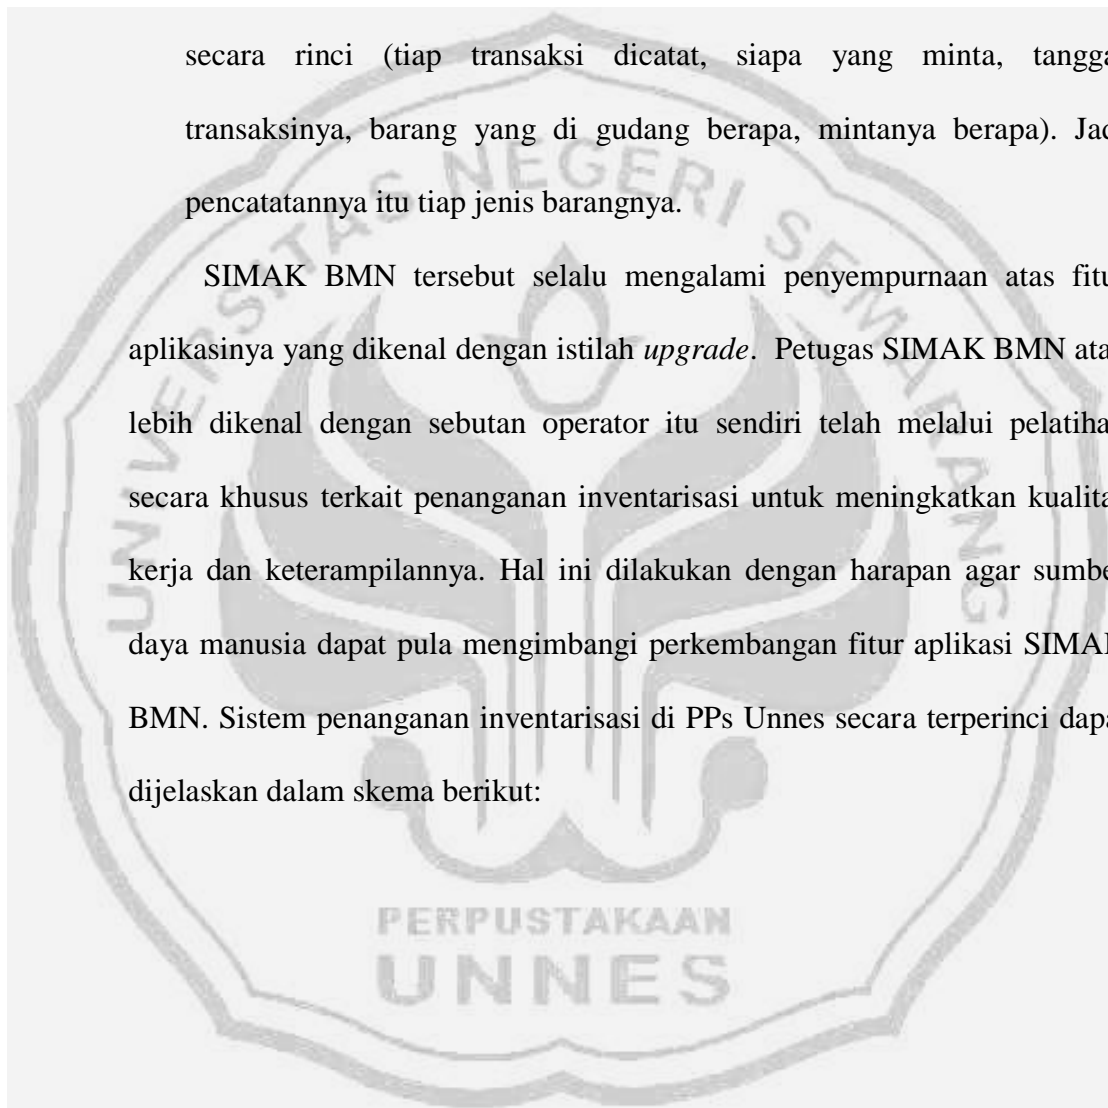 secara rinci (tiap transaksi dicatat, siapa yang minta, tangga
transaksinya, barang yang di gudang berapa, mintanya berapa). Jad
pencatatannya itu tiap jenis barangnya.
SIMAK BMN tersebut selalu mengalami penyempurnaan atas fitu
aplikasinya yang dikenal dengan istilah upgrade. Petugas SIMAK BMN ata
lebih dikenal dengan sebutan operator itu sendiri telah melalui pelatiha
secara khusus terkait penanganan inventarisasi untuk meningkatkan kualita
kerja dan keterampilannya. Hal ini dilakukan dengan harapan agar sumbe
daya manusia dapat pula mengimbangi perkembangan fitur aplikasi SIMA
BMN. Sistem penanganan inventarisasi di PPs Unnes secara terperinci dapa
dijelaskan dalam skema berikut:
UNIVERSITAS NEGERI SEMARANG
PERPUSTAKAAN
UNNES